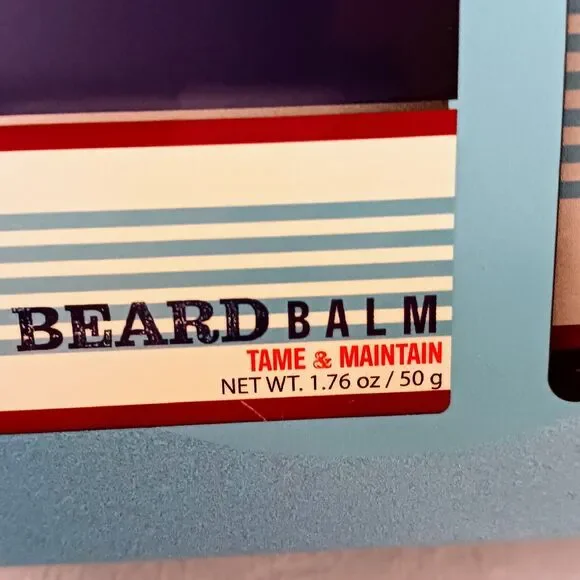 BEARD BALM
TAME & MAINTAIN
NET WT. 1.76 oz / 50 g